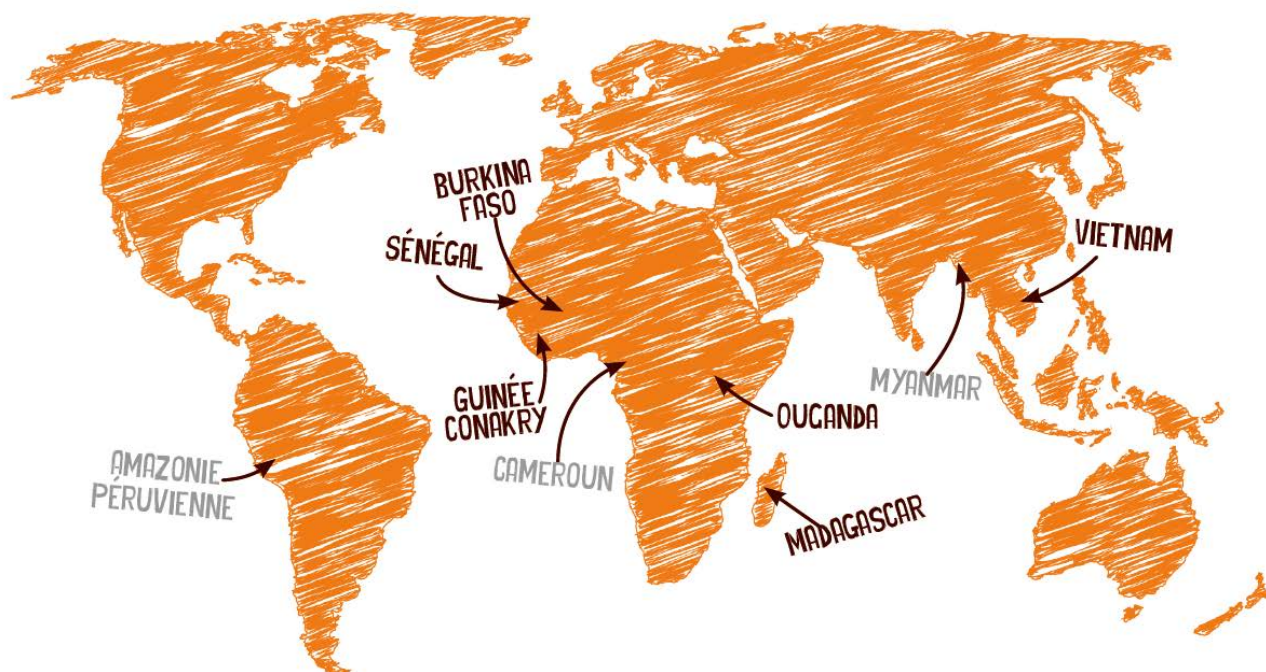 BURKINA
FASO
SÉNÉGAL
VIETNAM
MYANMAR
GUINÉE
CONAKRY
OUGANDA
CAMEROUN
AMAZONIE
PÉRUVIENNE
MADAGASCAR